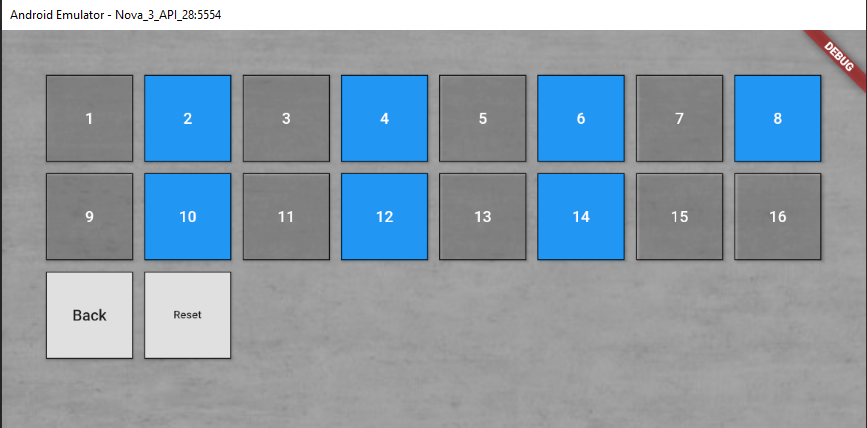 Android Emulator - Nova_3_API_28:5554
DEBUG
1 2 3 4 5 6 7 8
9 10 11 12 13 14 15 16
Back Reset